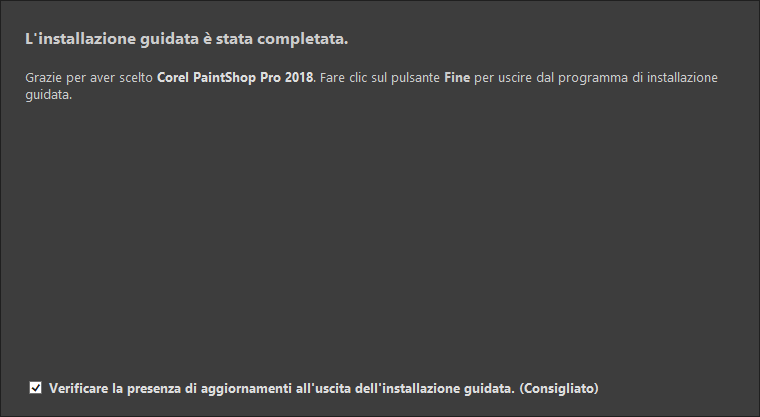 L'installazione guidata è stata completata.
Grazie per aver scelto Corel PaintShop Pro 2018. Fare clic sul pulsante Fine per uscire dal programma di installazione
guidata.
Verificare la presenza di aggiornamenti all'uscita dell'installazione guidata. (Consigliato)